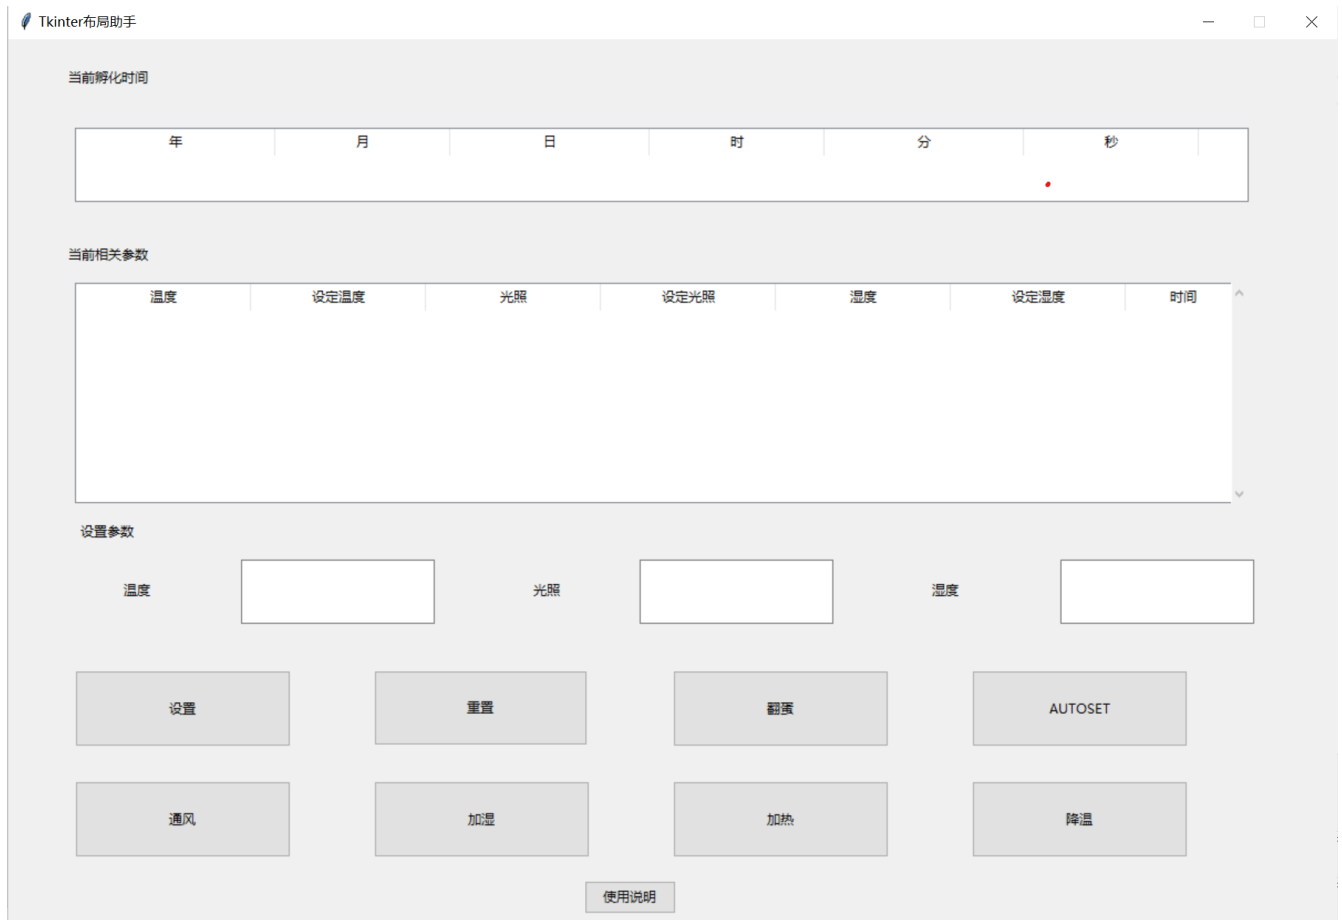 Tkinter布局助手
当前孵化时间
年 月 日 时 分 秒
当前相关参数
温度 设定温度 光照 设定光照 湿度 设定湿度 时间
设置参数
温度 光照 湿度
设置 重置 翻蛋 AUTOSET
通风 加湿 加热 降温
使用说明